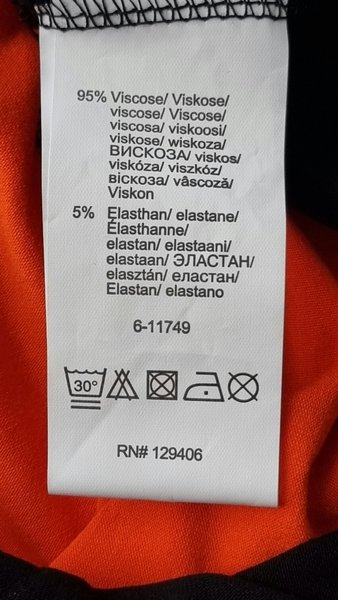 95% Viscose/ Viskose/
viscose/ Viscose/
viscosa/ viskoosi/
viskose/ wiskoza/
ВИСКОЗА/ viskos/
viskóza/ viszkóz/
віскоза/ vâscoză/
Viskon
5% Elasthan/ elastane/
Élasthanne/
elastan/ elastaani/
elastaan/ ЭЛАСТАН/
elasztán/ еластан/
Elastan/ elastano
6-11749
30°
RN# 129406